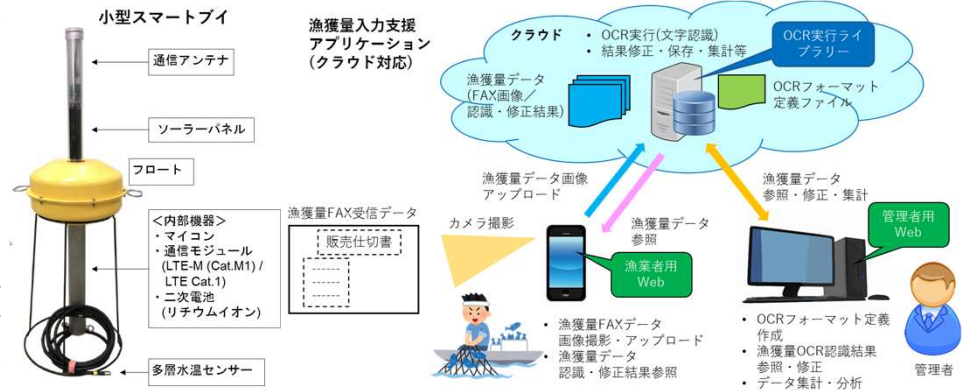 小型スマートブイ
通信アンテナ
ソーラーパネル
フロート
<内部機器>
・マイコン
・通信モジュール
(LTE-M (Cat.M1) /
LTE Cat.1)
・二次電池
(リチウムイオン)
多層水温センサー
漁獲量入力支援
アプリケーション
(クラウド対応)
クラウド
• OCR実行(文字認識)
• 結果修正・保存・集計等
OCR実行ライ
ブラリー
漁獲量データ
(FAX画像／
認識・修正結果)
OCRフォーマット
定義ファイル
漁獲量データ画像
アップロード
漁獲量データ
参照・修正・集計
漁獲量FAX受信データ
販売仕切書
カメラ撮影
漁獲量データ
参照
漁業者用
Web
管理者用
Web
• 漁獲量FAXデータ
画像撮影・アップロード
• 漁獲量データ
認識・修正結果参照
• OCRフォーマット定義
作成
• 漁獲量OCR認識結果
参照・修正
• データ集計・分析
管理者